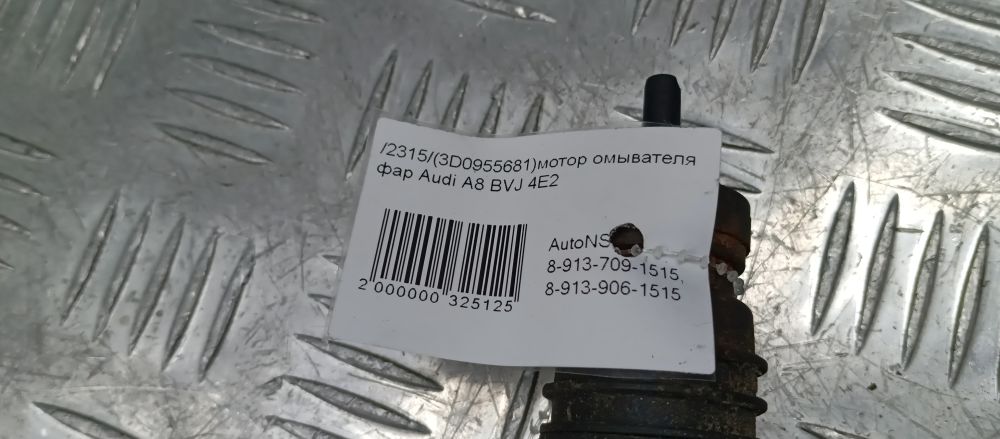 /2315/(3D0955681)мотор омывателя
фар Audi A8 BVJ 4E2
AutoNS
8-913-709-1515,
8-913-906-1515
2 000000 325125